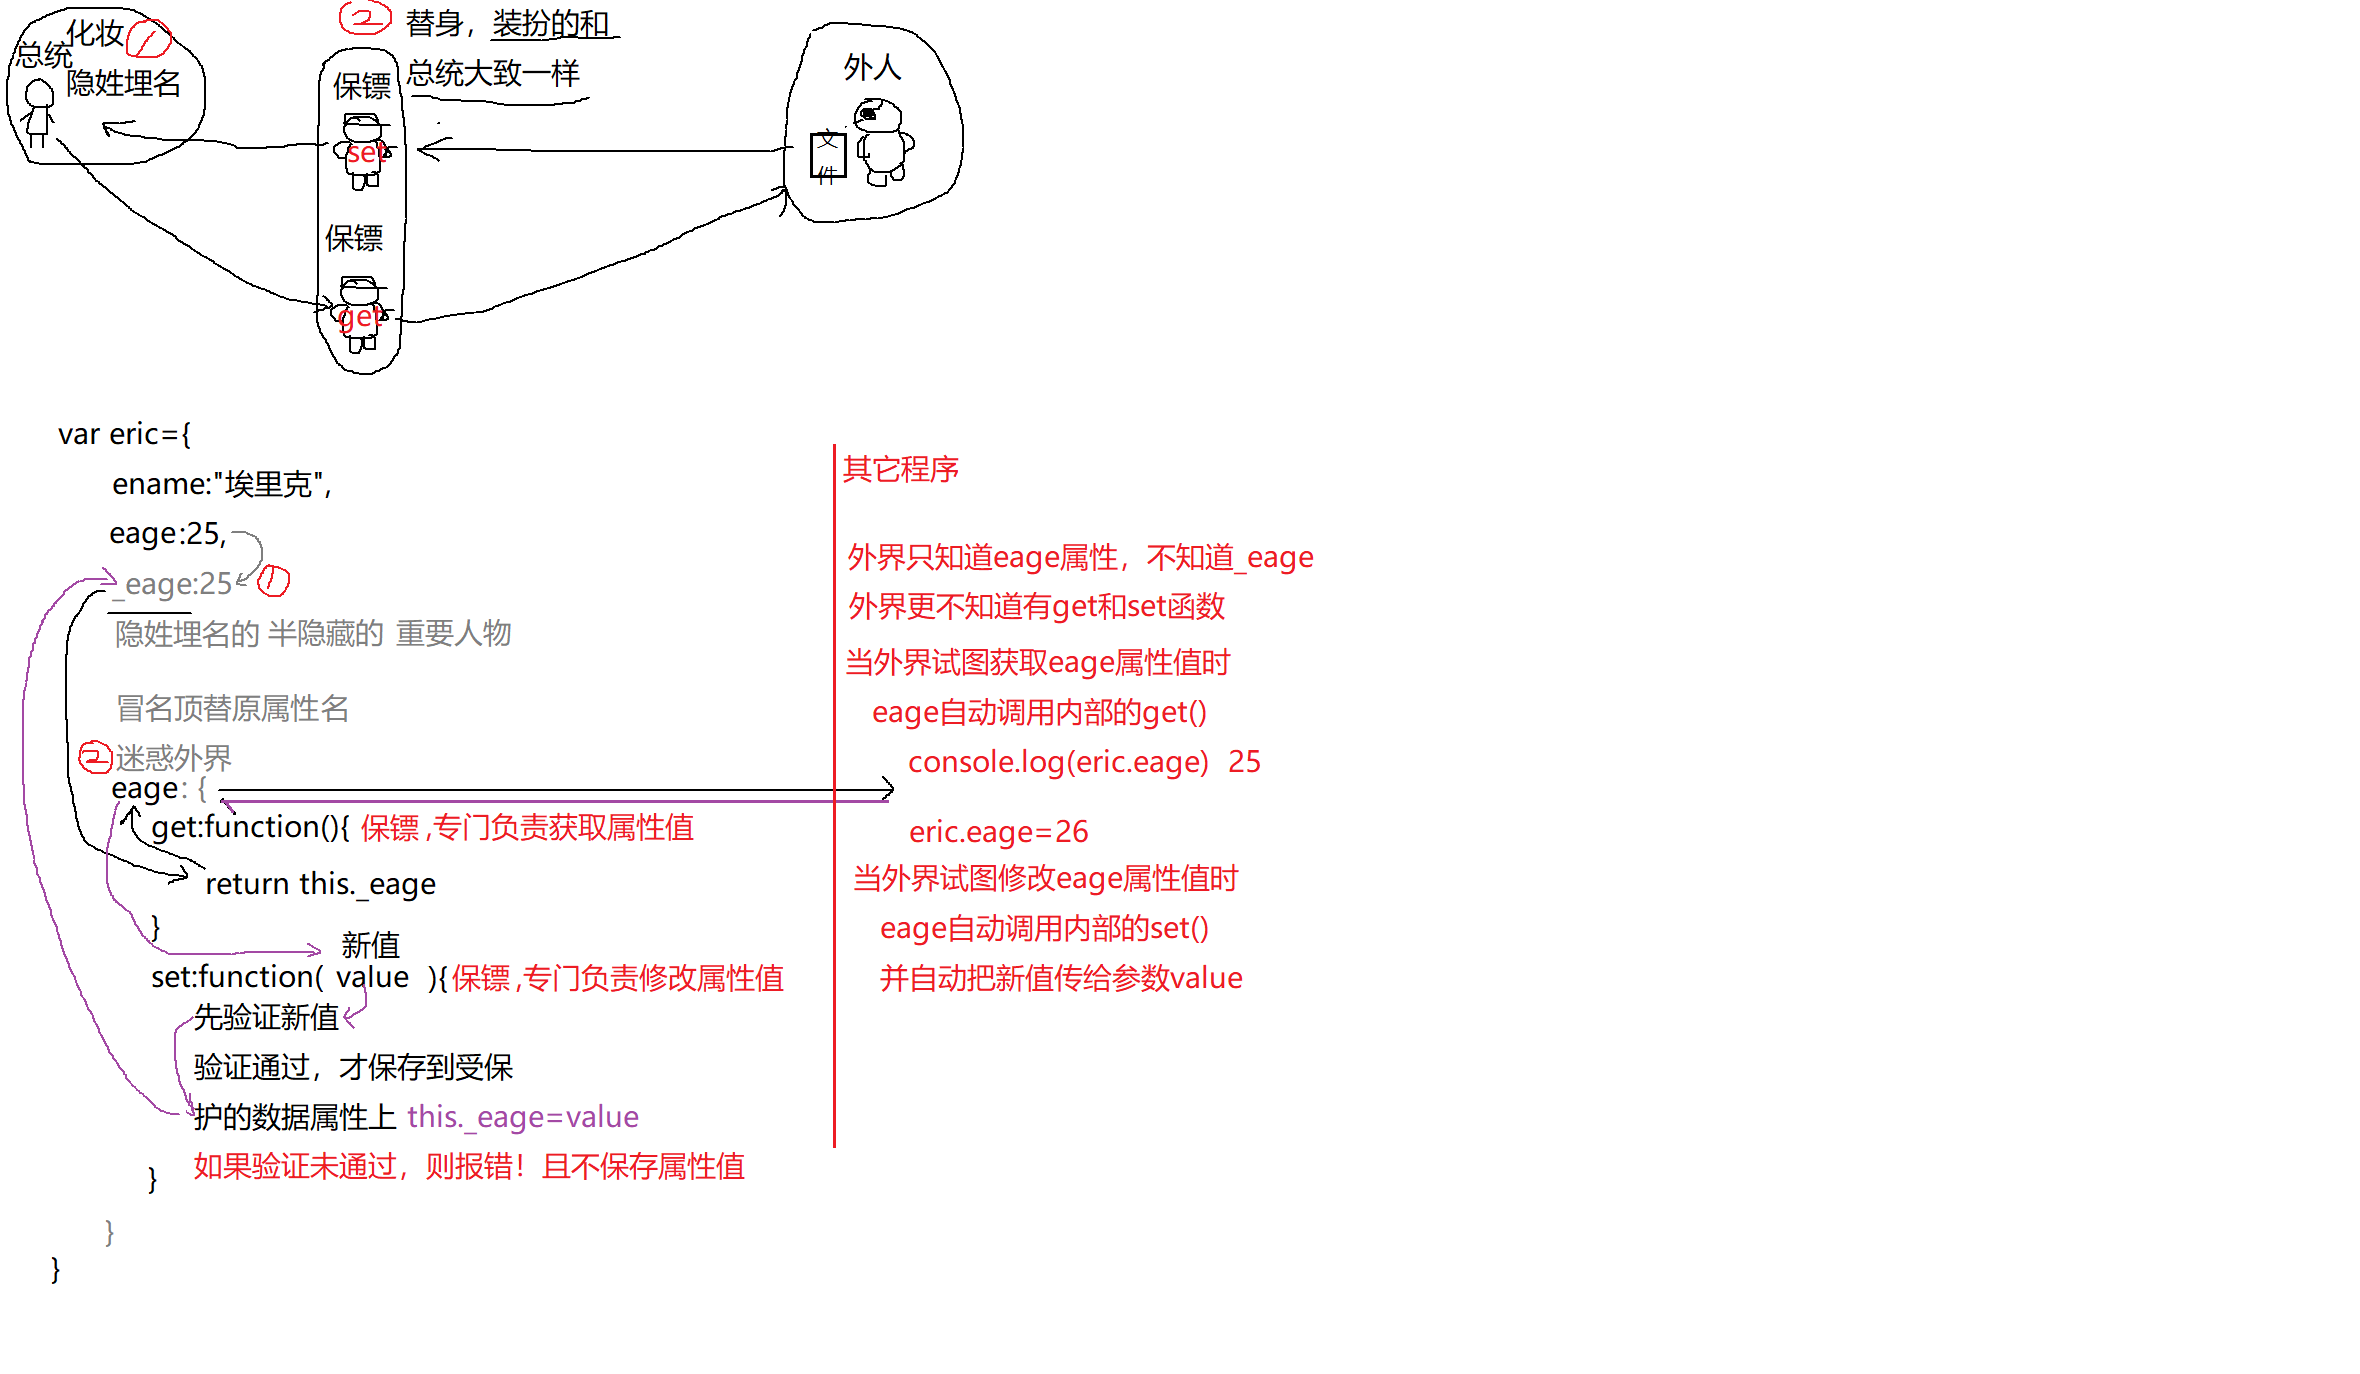 总统
化妆
①
隐姓埋名
②
替身，装扮的和
总统大致一样
保镖
set
保镖
get
外人
文件
var eric={
ename:"埃里克",
eage:25,
_eage:25 ①
隐姓埋名的 半隐藏的 重要人物
冒名顶替原属性名
② 迷惑外界
eage: {
get:function(){ 保镖,专门负责获取属性值
return this._eage
}
新值
set:function( value ){ 保镖,专门负责修改属性值
先验证新值
验证通过，才保存到受保
护的数据属性上 this._eage=value
如果验证未通过，则报错！且不保存属性值
}
}
}
其它程序
外界只知道eage属性，不知道_eage
外界更不知道有get和set函数
当外界试图获取eage属性值时
eage自动调用内部的get()
console.log(eric.eage) 25
eric.eage=26
当外界试图修改eage属性值时
eage自动调用内部的set()
并自动把新值传给参数value